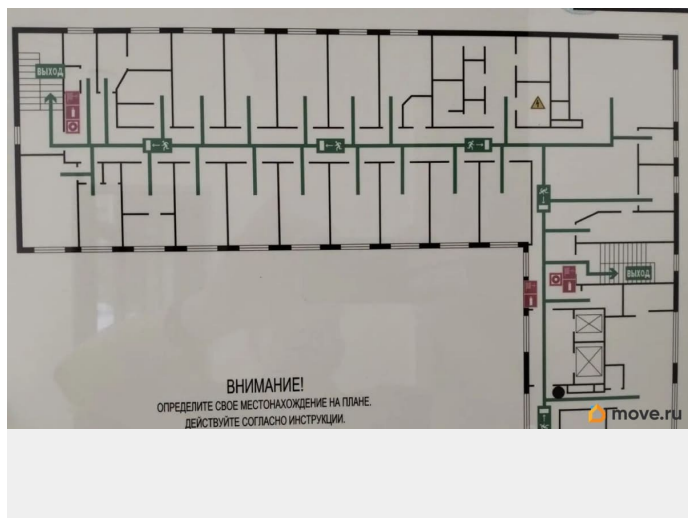 ВЫХОД
ВЫХОД
ВНИМАНИЕ!
ОПРЕДЕЛИТЕ СВОЕ МЕСТОНАХОЖДЕНИЕ НА ПЛАНЕ.
ДЕЙСТВУЙТЕ СОГЛАСНО ИНСТРУКЦИИ.
move.ru